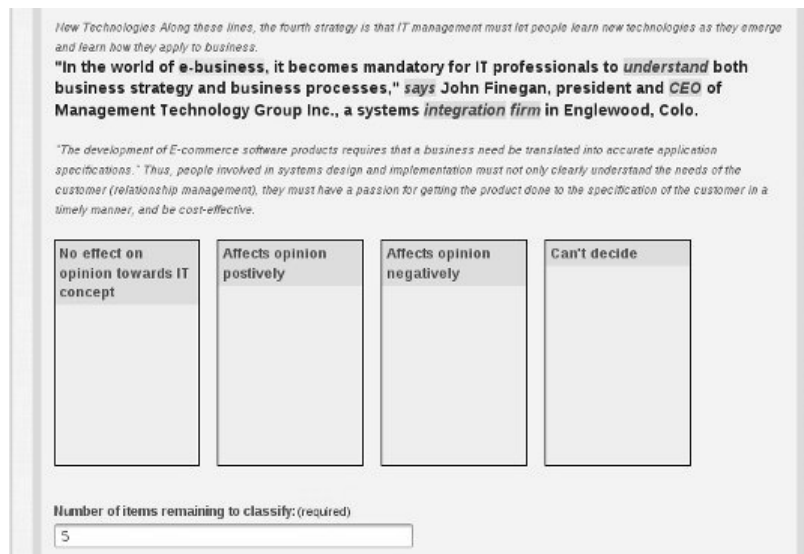 New Technologies Along these lines, the fourth strategy is that IT management must let people learn new technologies as they emerge
and learn how they apply to business.
"In the world of e-business, it becomes mandatory for IT professionals to understand both
business strategy and business processes," says John Finegan, president and CEO of
Management Technology Group Inc., a systems integration firm in Englewood, Colo.
"The development of E-commerce software products requires that a business need be translated into accurate application
specifications." Thus, people involved in systems design and implementation must not only clearly understand the needs of the
customer (relationship management), they must have a passion for getting the product done to the specification of the customer in a
timely manner, and be cost-effective.
No effect on
opinion towards IT
concept
Affects opinion
postively
Affects opinion
negatively
Can't decide
Number of items remaining to classify: (required)
5